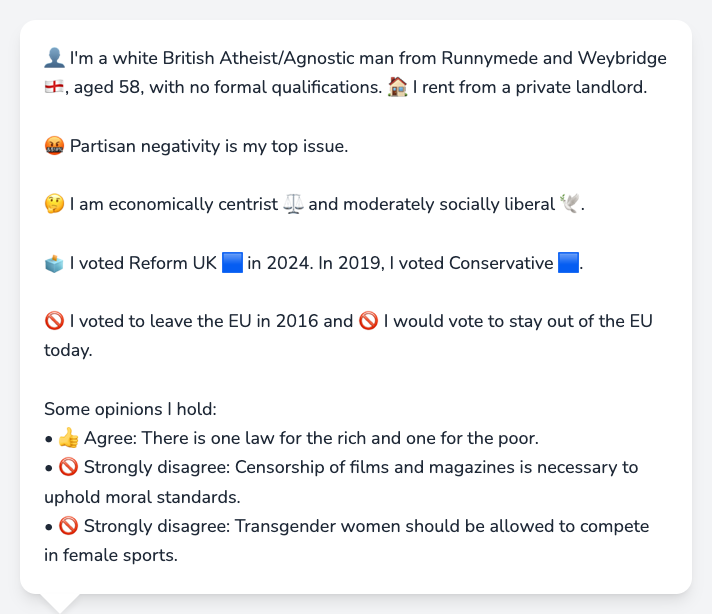 👤 I'm a white British Atheist/Agnostic man from Runnymede and Weybridge
🏴󠁧󠁢󠁥󠁮󠁧󠁿, aged 58, with no formal qualifications. 🏠 I rent from a private landlord.
🤬 Partisan negativity is my top issue.
🤔 I am economically centrist ⚖️ and moderately socially liberal 🕊️.
🗳️ I voted Reform UK 🟦 in 2024. In 2019, I voted Conservative 🟦.
🚫 I voted to leave the EU in 2016 and 🚫 I would vote to stay out of the EU
today.
Some opinions I hold:
• 👍 Agree: There is one law for the rich and one for the poor.
• 🚫 Strongly disagree: Censorship of films and magazines is necessary to
uphold moral standards.
• 🚫 Strongly disagree: Transgender women should be allowed to compete
in female sports.